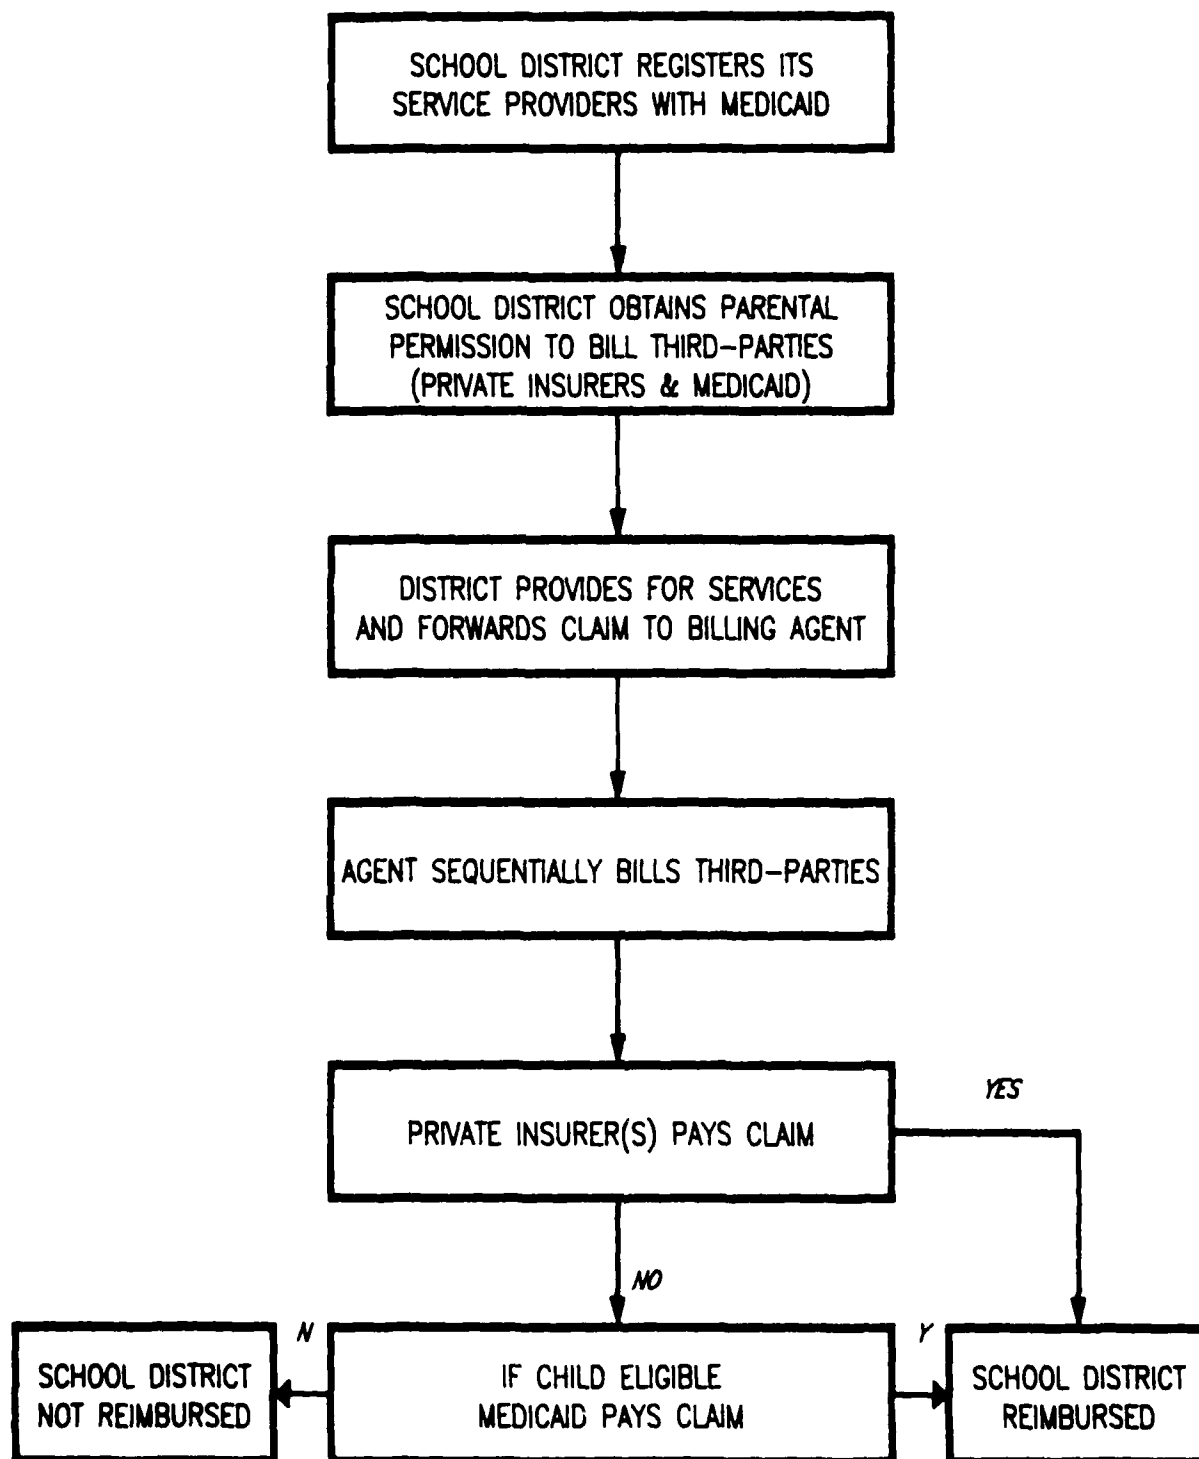 SCHOOL DISTRICT REGISTERS ITS
SERVICE PROVIDERS WITH MEDICAID
SCHOOL DISTRICT OBTAINS PARENTAL
PERMISSION TO BILL THIRD-PARTIES
(PRIVATE INSURERS & MEDICAID)
DISTRICT PROVIDES FOR SERVICES
AND FORWARDS CLAIM TO BILLING AGENT
AGENT SEQUENTIALLY BILLS THIRD-PARTIES
YES
PRIVATE INSURER(S) PAYS CLAIM
NO
N
Y
SCHOOL DISTRICT
NOT REIMBURSED
IF CHILD ELIGIBLE
MEDICAID PAYS CLAIM
SCHOOL DISTRICT
REIMBURSED